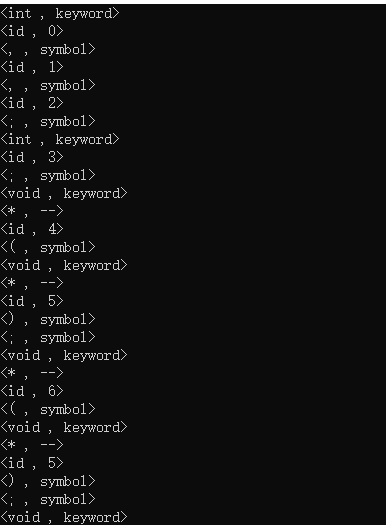 <int , keyword>
<id , 0>
<, , symbol>
<id , 1>
<, , symbol>
<id , 2>
<; , symbol>
<int , keyword>
<id , 3>
<; , symbol>
<void , keyword>
<* , -->
<id , 4>
<( , symbol>
<void , keyword>
<* , -->
<id , 5>
<) , symbol>
<; , symbol>
<void , keyword>
<* , -->
<id , 6>
<( , symbol>
<void , keyword>
<* , -->
<id , 5>
<) , symbol>
<; , symbol>
<void , keyword>